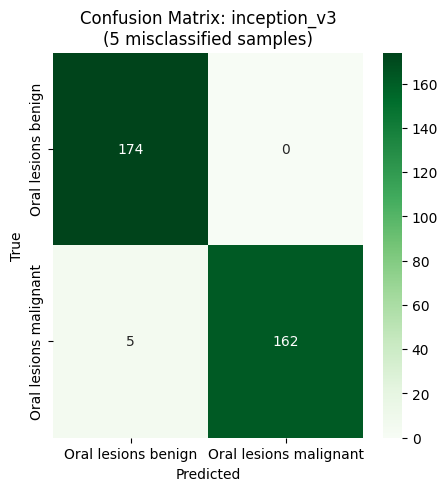 Confusion Matrix: inception_v3
(5 misclassified samples)
True
Oral lesions benign
Oral lesions malignant
174
0
5
162
Oral lesions benign
Oral lesions malignant
Predicted
160
140
120
100
80
60
40
20
0